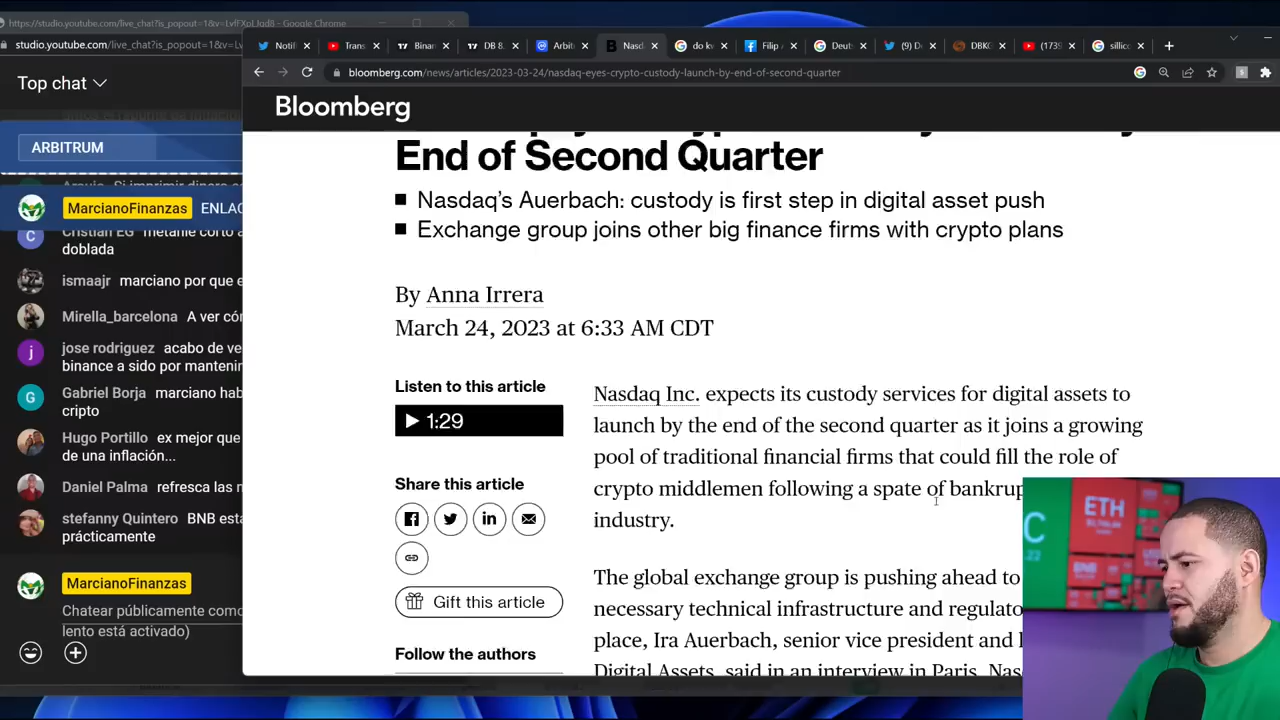 https://studio.youtube.com/live_chat?is_popout=1&v=LvfFXpLJqd8 - Google Chrome
studio.youtube.com/live_chat?is_popout=1&v=Lv
Top chat
ARBITRUM
MarcianoFinanzas ENLAC
Cristian EG metanle corto a
doblada
ismaajr marciano por que e
Mirella_barcelona A ver có
jose rodriguez acabo de ve
binance a sido por mantenir
Gabriel Borja marciano hab
cripto
Hugo Portillo ex mejor que
de una inflación...
Daniel Palma refresca las n
stefanny Quintero BNB esta
prácticamente
MarcianoFinanzas
Chatear públicamente como
lento está activado)
Notifi
Trans
Binan
DB 8.
Arbit
Nasd
do kv
Filip
Deut
(9) D
DBKC
(1739
sillico
bloomberg.com/news/articles/2023-03-24/nasdaq-eyes-crypto-custody-launch-by-end-of-second-quarter
Bloomberg
End of Second Quarter
Nasdaq's Auerbach: custody is first step in digital asset push
Exchange group joins other big finance firms with crypto plans
By Anna Irrera
March 24, 2023 at 6:33 AM CDT
Listen to this article
1:29
Share this article
Gift this article
Follow the authors
Nasdaq Inc. expects its custody services for digital assets to
launch by the end of the second quarter as it joins a growing
pool of traditional financial firms that could fill the role of
crypto middlemen following a spate of bankrup
industry.
The global exchange group is pushing ahead to
necessary technical infrastructure and regulato
place, Ira Auerbach, senior vice president and
Digital Assets, said in an interview in Paris. Nas
C
ETH
BNB